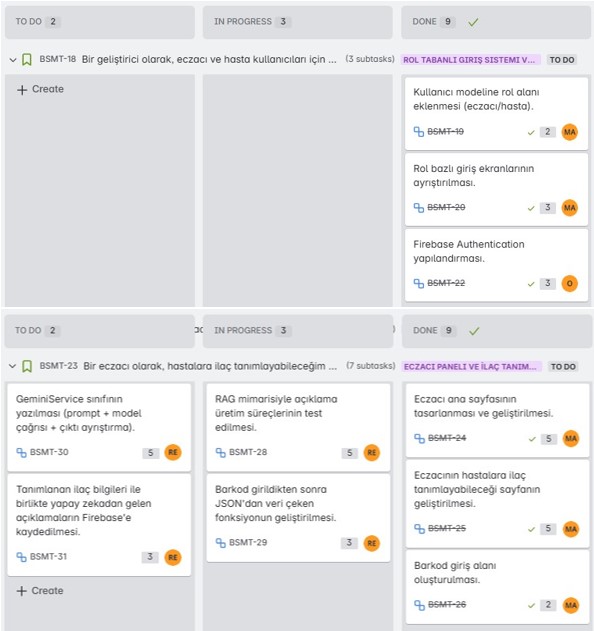 TO DO 2
IN PROGRESS 3
DONE 9
BSMT-18 Bir geliştirici olarak, eczacı ve hasta kullanıcıları için ... (3 subtasks) ROL TABANLI GIRIŞ SISTEMI V... TO DO
+ Create
Kullanıcı modeline rol alanı
eklenmesi (eczacı/hasta).
BSMT-19 2 MA
Rol bazlı giriş ekranlarının
ayrıştırılması.
BSMT-20 3 MA
Firebase Authentication
yapılandırması.
BSMT-22 3 O
TO DO 2
IN PROGRESS 3
DONE 9
BSMT-23 Bir eczacı olarak, hastalara ilaç tanımlayabileceğim ... (7 subtasks) ECZACI PANELI VE İLAÇ TANIM... TO DO
GeminiService sınıfının
yazılması (prompt + model
çağrısı + çıktı ayrıştırma).
BSMT-30 5 RE
Tanımlanan ilaç bilgileri ile
birlikte yapay zekadan gelen
açıklamaların Firebase'e
kaydedilmesi.
BSMT-31 3 RE
+ Create
RAG mimarisiyle açıklama
üretim süreçlerinin test
edilmesi.
BSMT-28 5 RE
Barkod girildikten sonra
JSON'dan veri çeken
fonksiyonun geliştirilmesi.
BSMT-29 3 RE
Eczacı ana sayfasının
tasarlanması ve geliştirilmesi.
BSMT-24 5 MA
Eczacının hastalara ilaç
tanımlayabileceği sayfanın
geliştirilmesi.
BSMT-25 5 MA
Barkod giriş alanı
oluşturulması.
BSMT-26 2 MA